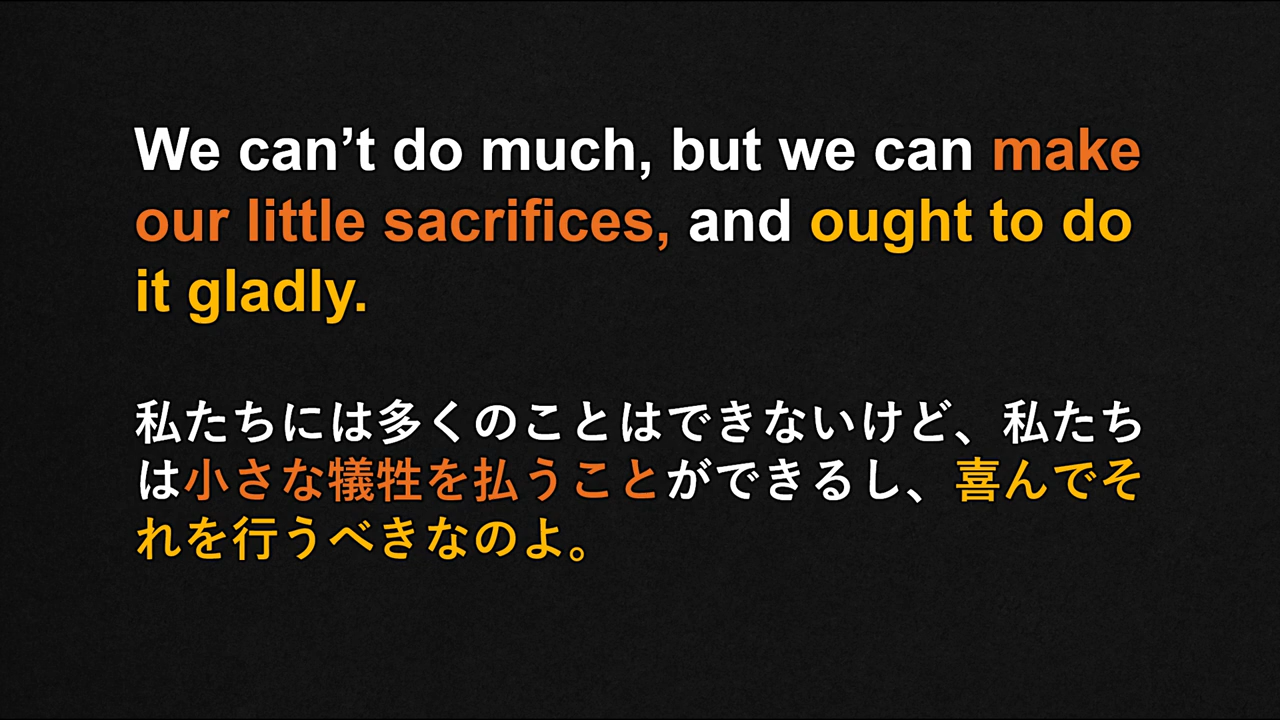 We can’t do much, but we can make
our little sacrifices, and ought to do
it gladly.
私たちには多くのことはできないけど、私たち
は小さな犠牲を払うことができるし、喜んでそ
れを行うべきなのよ。